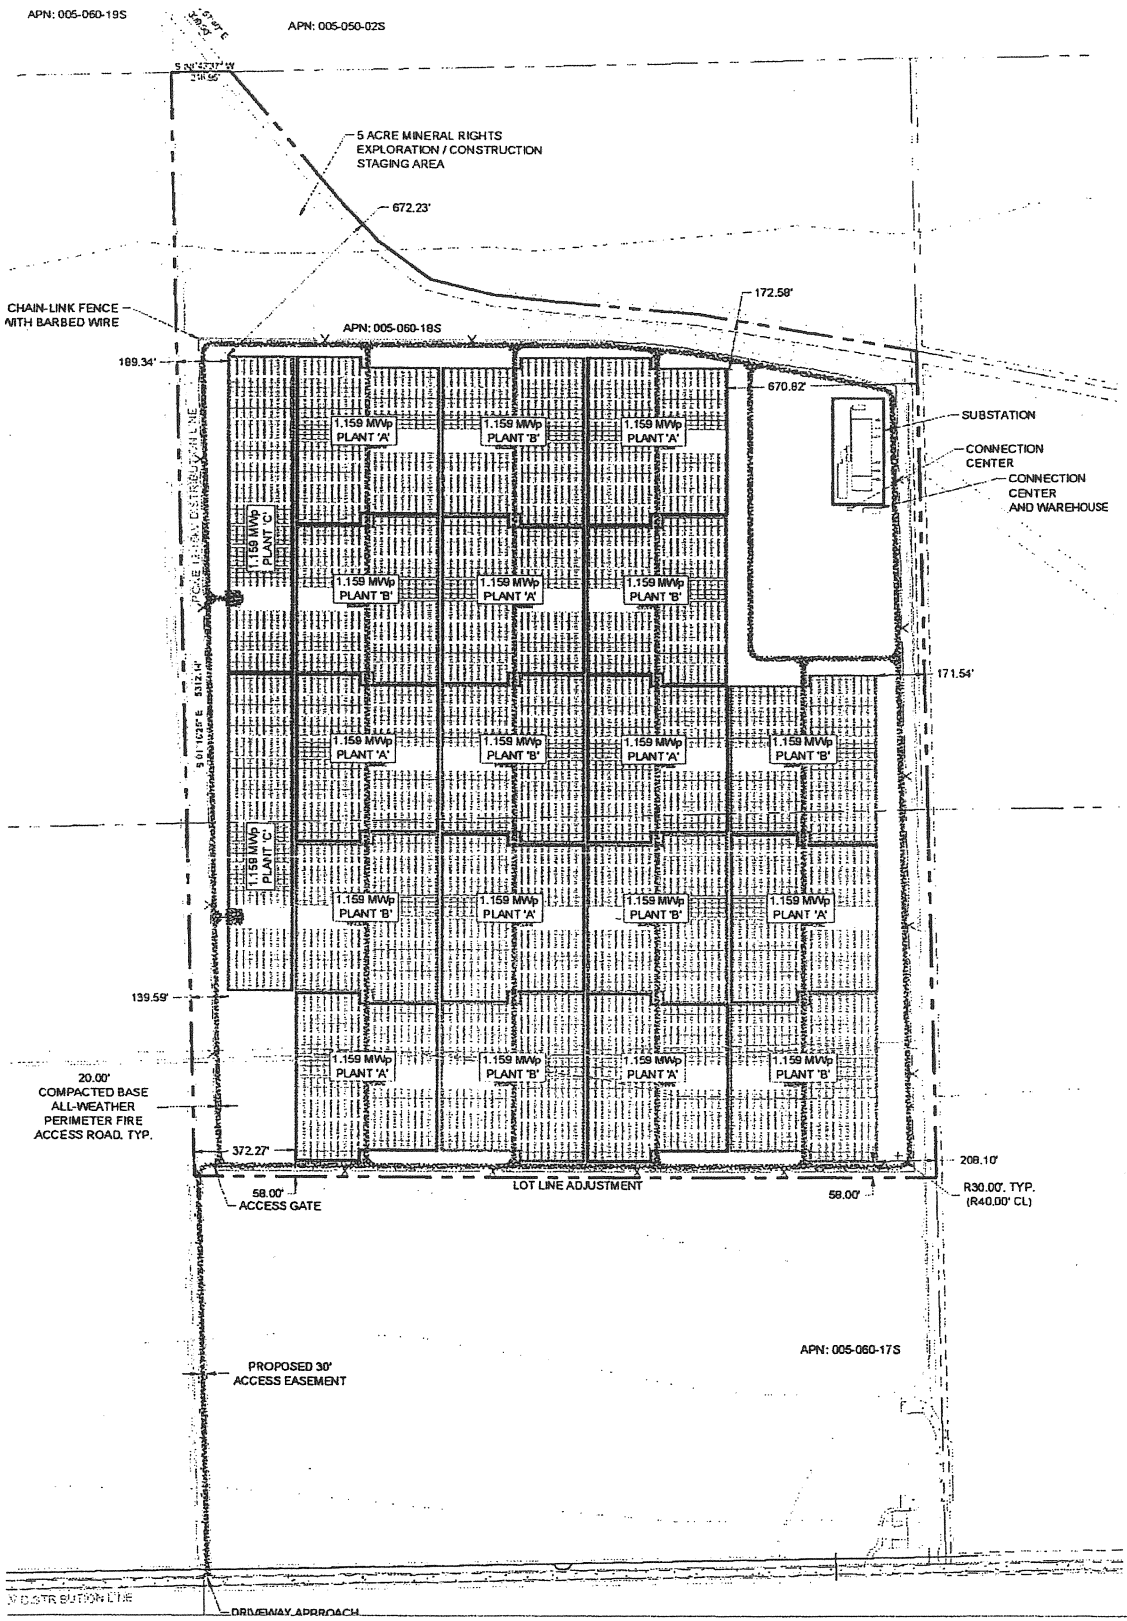 APN: 005-060-19S
APN: 005-050-02S
5 ACRE MINERAL RIGHTS
EXPLORATION / CONSTRUCTION
STAGING AREA
672.23'
CHAIN-LINK FENCE
WITH BARBED WIRE
172.58'
APN: 005-060-18S
189.34'
670.82'
SUBSTATION
CONNECTION
CENTER
CONNECTION
CENTER
AND WAREHOUSE
1.159 MWp
PLANT 'A'
1.159 MWp
PLANT 'B'
1.159 MWp
PLANT 'A'
1.159 MWp
PLANT 'C'
1.159 MWp
PLANT 'B'
1.159 MWp
PLANT 'A'
1.159 MWp
PLANT 'B'
171.54'
5312.14'
1.159 MWp
PLANT 'A'
1.159 MWp
PLANT 'B'
1.159 MWp
PLANT 'A'
1.159 MWp
PLANT 'B'
1.159 MWp
PLANT 'C'
1.159 MWp
PLANT 'B'
1.159 MWp
PLANT 'A'
1.159 MWp
PLANT 'B'
1.159 MWp
PLANT 'A'
139.59'
1.159 MWp
PLANT 'A'
1.159 MWp
PLANT 'B'
1.159 MWp
PLANT 'A'
1.159 MWp
PLANT 'B'
20.00'
COMPACTED BASE
ALL-WEATHER
PERIMETER FIRE
ACCESS ROAD, TYP.
372.27'
208.10'
58.00'
ACCESS GATE
LOT LINE ADJUSTMENT
58.00'
R30.00', TYP.
(R40.00' CL)
APN: 005-060-17S
PROPOSED 30'
ACCESS EASEMENT
DISTRIBUTION LINE
DRIVEWAY APPROACH